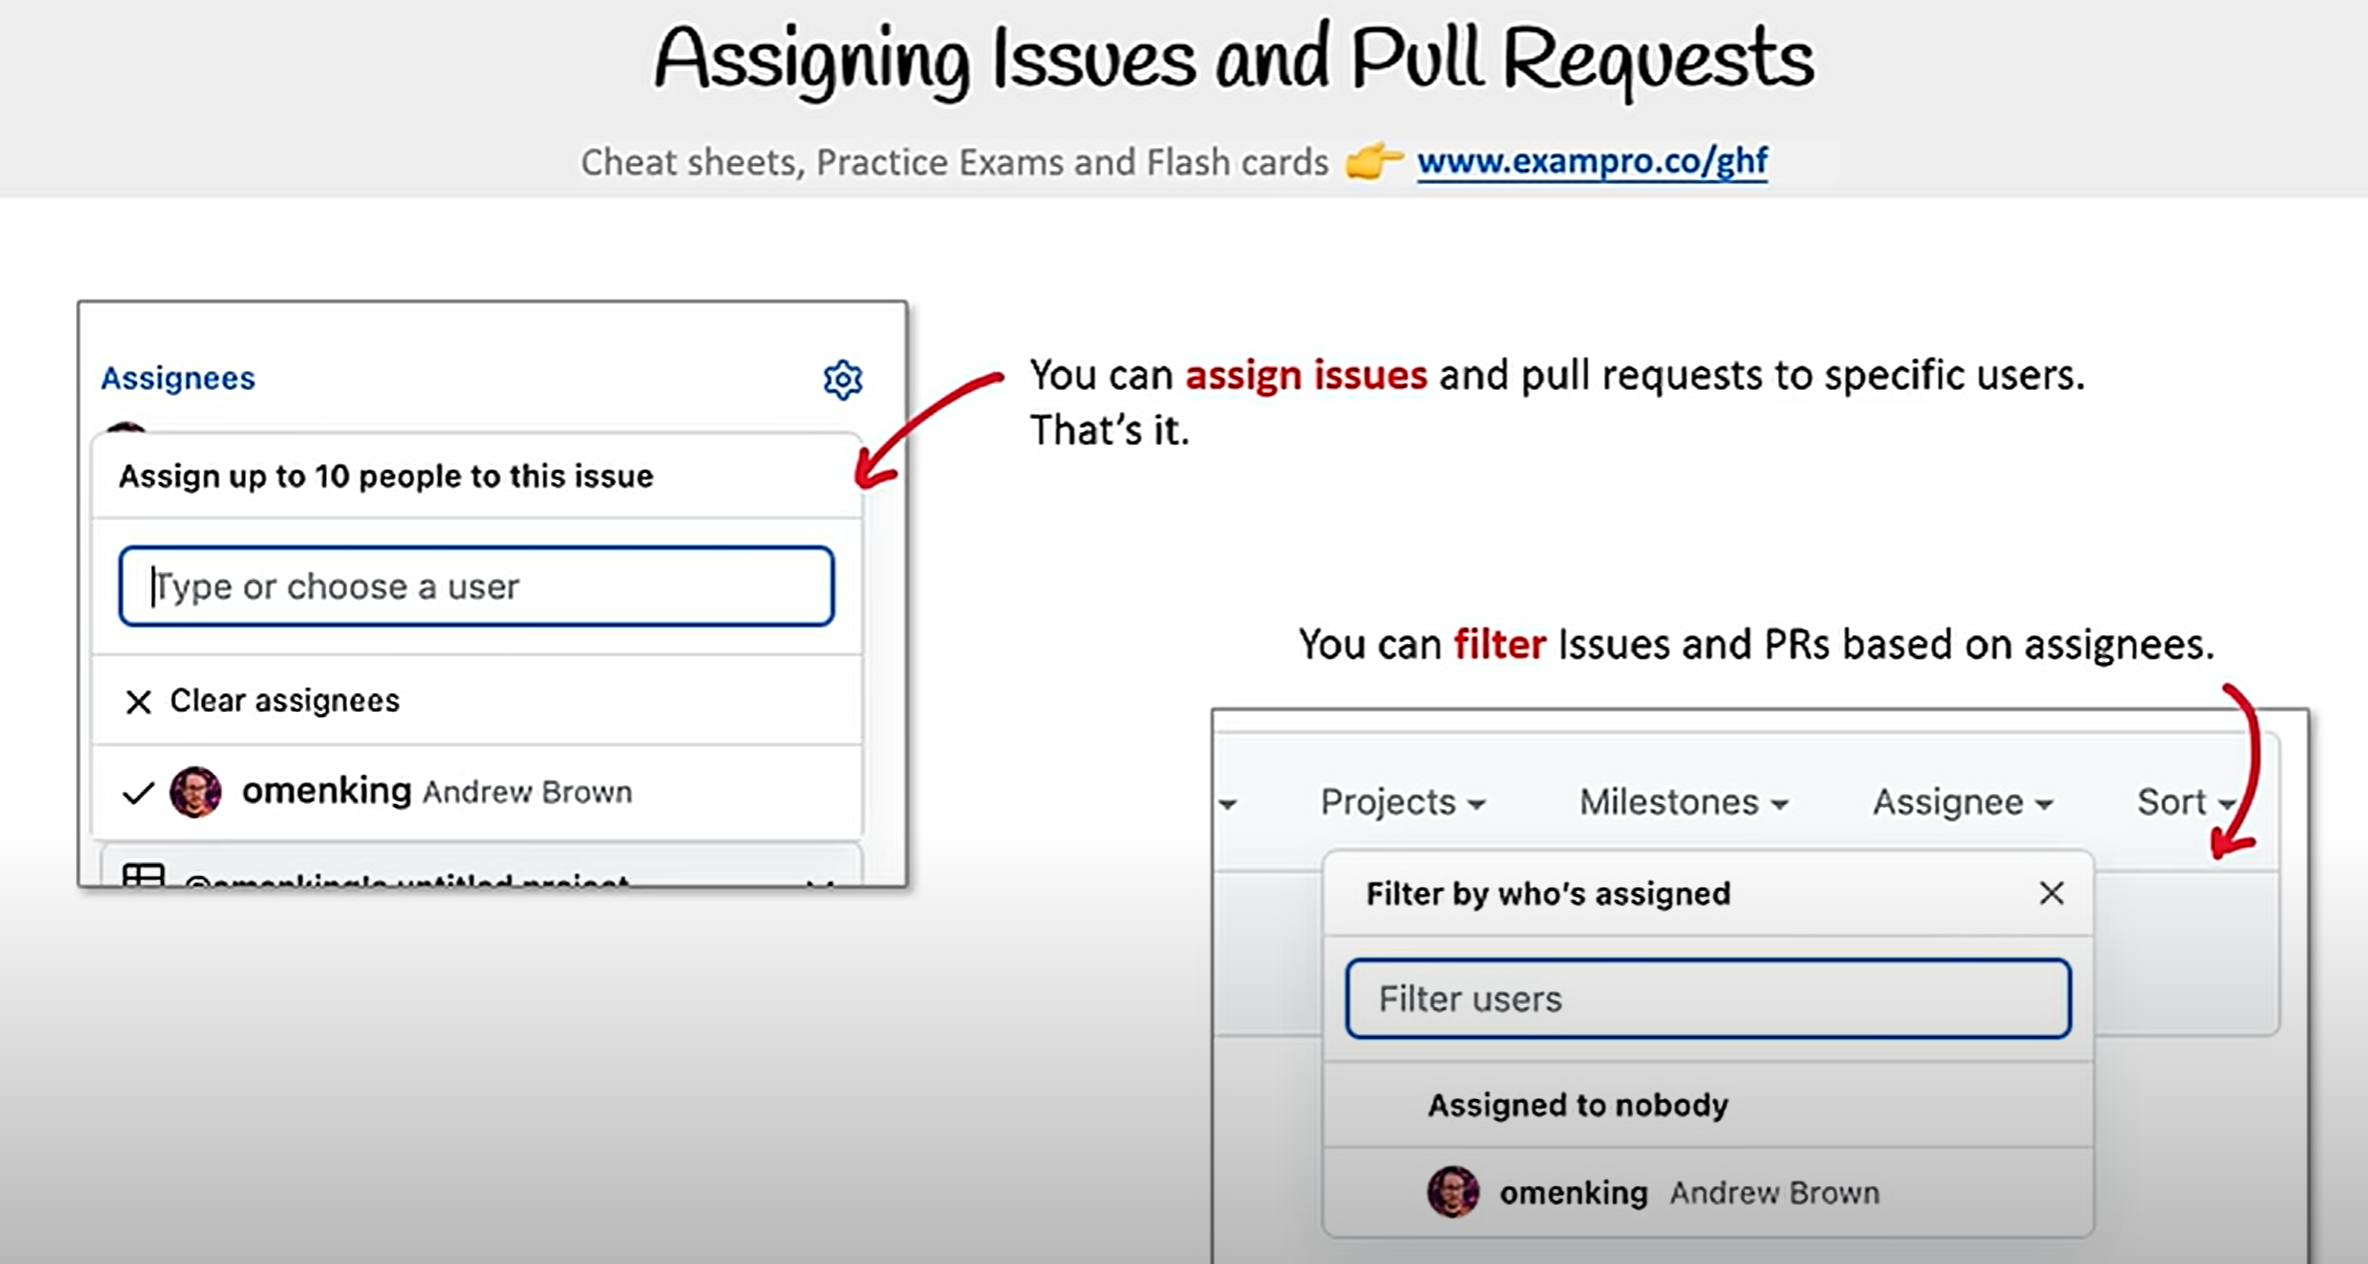 Assigning Issues and Pull Requests
Cheat sheets, Practice Exams and Flash cards 👉 www.exampro.co/ghf
Assignees
Assign up to 10 people to this issue
Type or choose a user
Clear assignees
omenking Andrew Brown
@omenking's untitled project
You can assign issues and pull requests to specific users.
That's it.
You can filter Issues and PRs based on assignees.
Projects Milestones Assignee Sort
Filter by who's assigned
Filter users
Assigned to nobody
omenking Andrew Brown